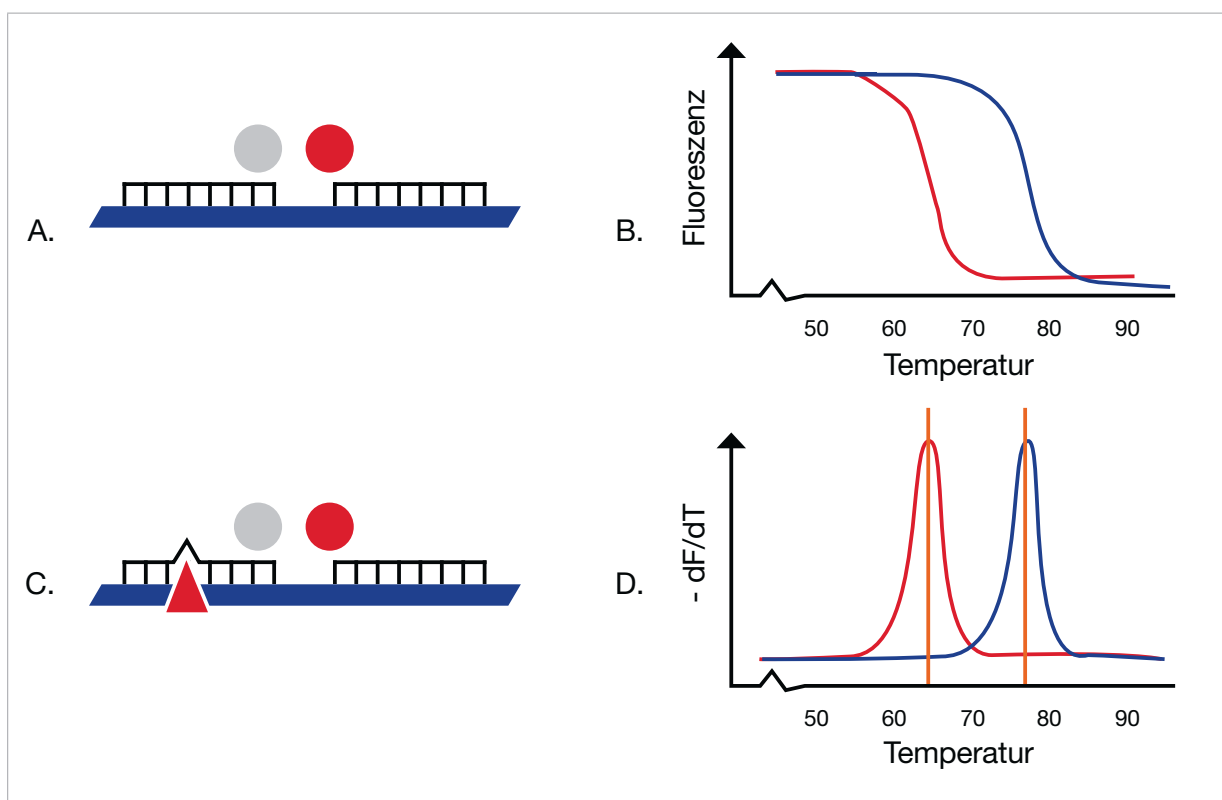 A.
B.
Fluoreszenz
50 60 70 80 90
Temperatur
C.
D.
- dF/dT
50 60 70 80 90
Temperatur